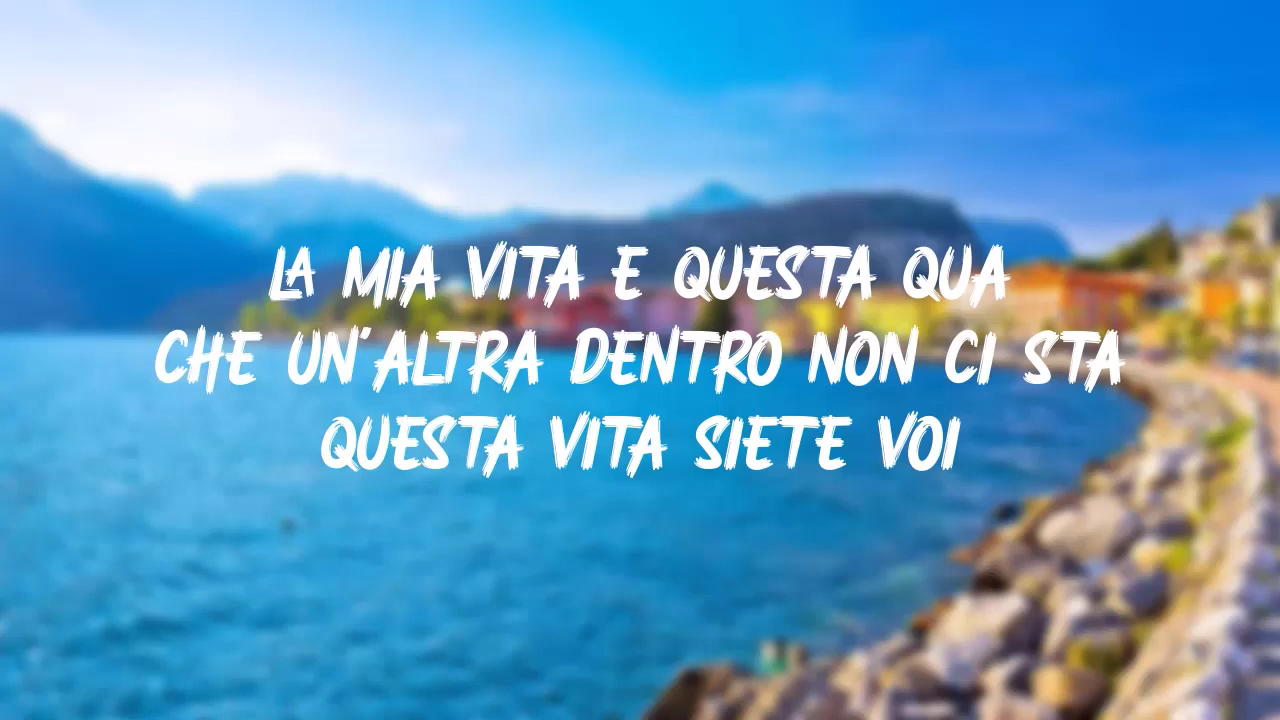 LA MIA VITA E QUESTA QUA
CHE UN'ALTRA DENTRO NON CI STA
QUESTA VITA SIETE VOI